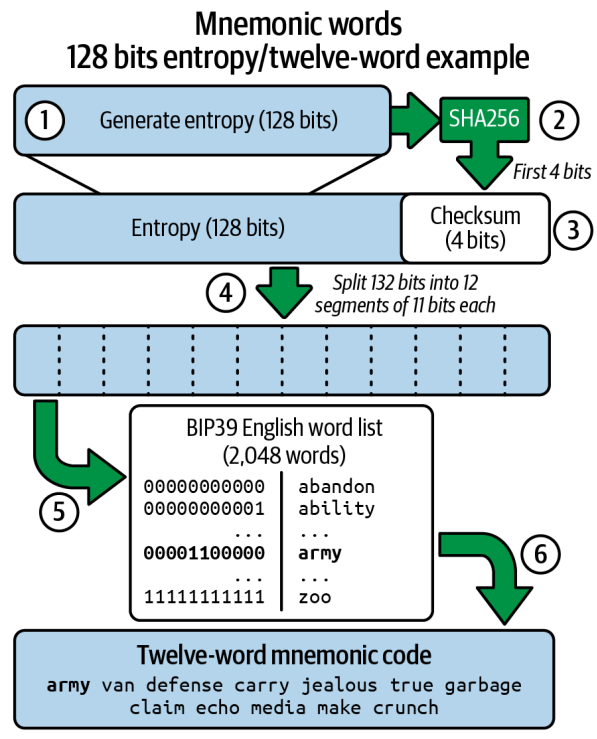 Mnemonic words
128 bits entropy/twelve-word example
1 Generate entropy (128 bits)
SHA256 2
First 4 bits
Entropy (128 bits)
Checksum
(4 bits)
3
4
Split 132 bits into 12
segments of 11 bits each
5
BIP39 English word list
(2,048 words)
00000000000 abandon
00000000001 ability
... ...
00001100000 army
... ...
11111111111 zoo
6
Twelve-word mnemonic code
army van defense carry jealous true garbage
claim echo media make crunch